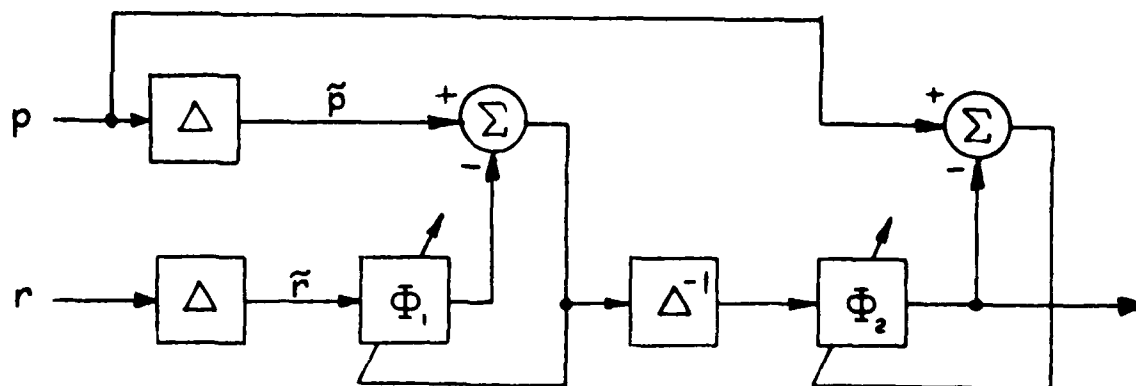 p Δ p̃ + Σ -
+ Σ -
r Δ r̃ Φ₁ Δ⁻¹ Φ₂